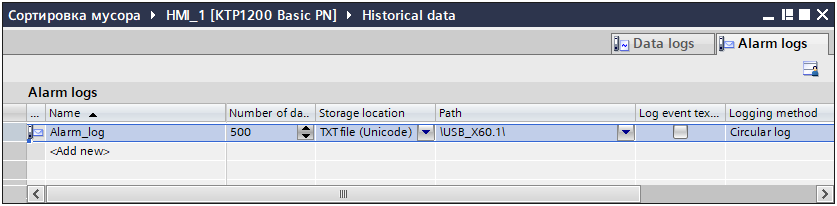 Сортировка мусора HMI_1 [KTP1200 Basic PN] Historical data
Data logs Alarm logs
Alarm logs
... Name Number of da... Storage location Path Log event tex... Logging method
Alarm_log 500 TXT file (Unicode) \USB_X60.1\ Circular log
<Add new>